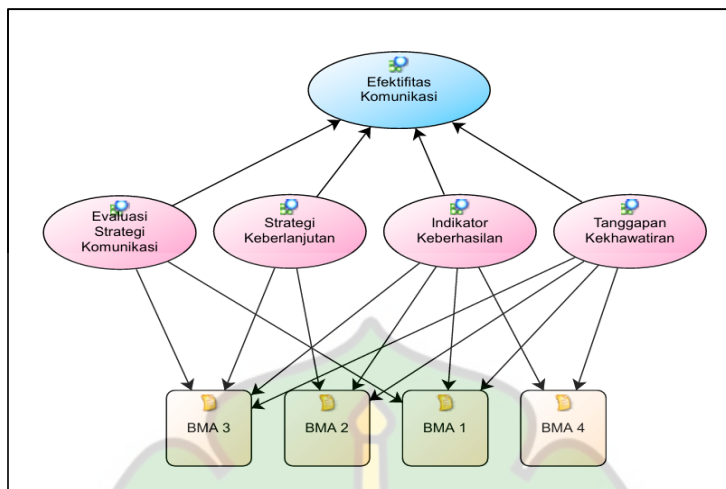 Efektifitas
Komunikasi
Evaluasi
Strategi
Komunikasi
Strategi
Keberlanjutan
Indikator
Keberhasilan
Tanggapan
Kekhawatiran
BMA 3
BMA 2
BMA 1
BMA 4